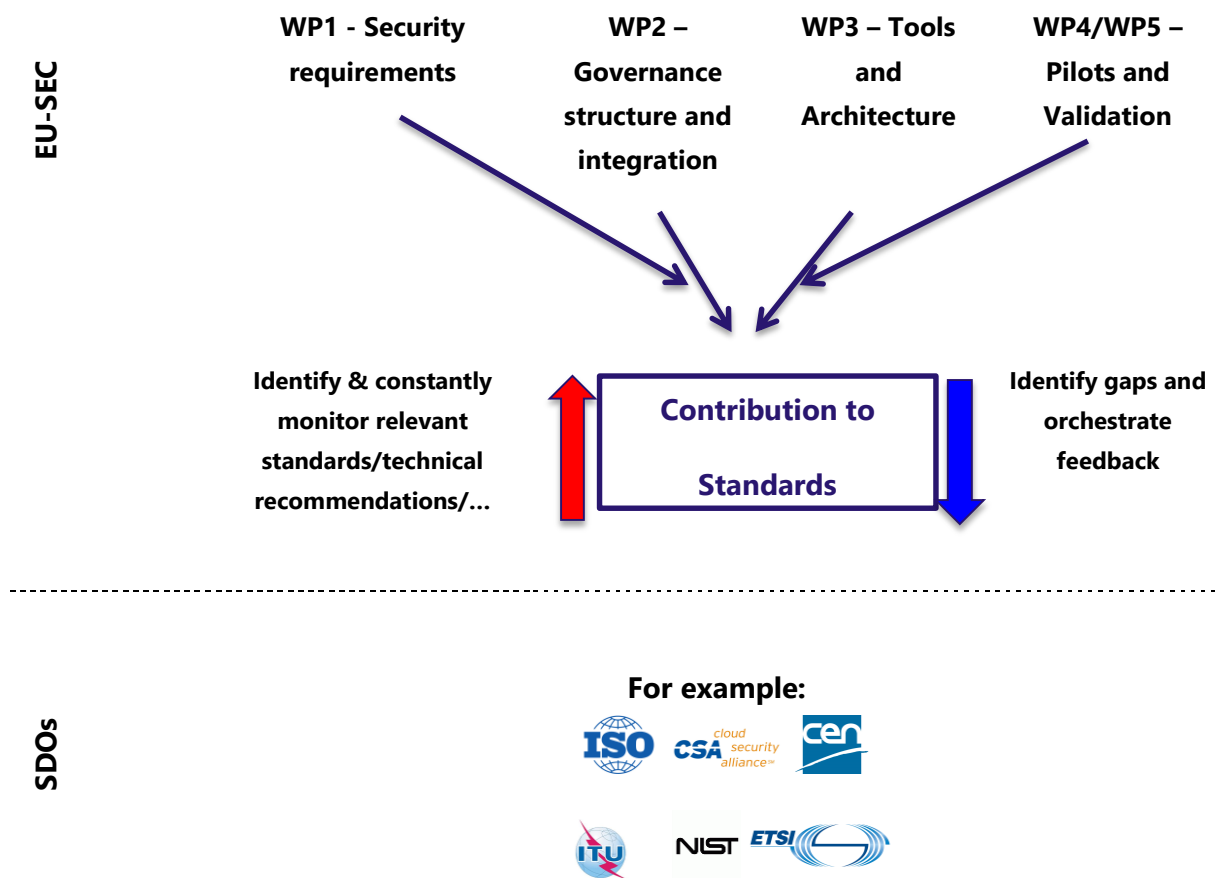 EU-SEC
WP1 - Security
requirements
WP2 –
Governance
structure and
integration
WP3 – Tools
and
Architecture
WP4/WP5 –
Pilots and
Validation
Identify & constantly
monitor relevant
standards/technical
recommendations/…
Contribution to
Standards
Identify gaps and
orchestrate
feedback
SDOs
For example:
ISO
CSA
cloud
security
alliance℠
cen
ITU
NIST
ETSI